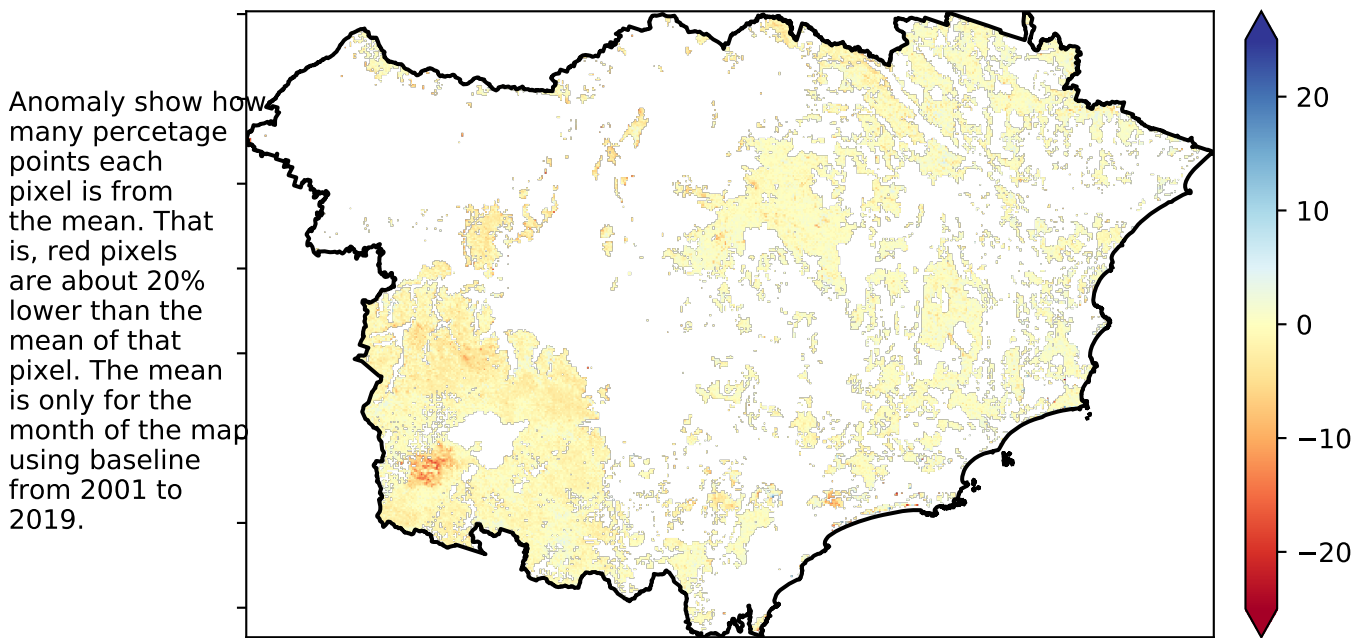 Anomaly show how
many percetage
points each
pixel is from
the mean. That
is, red pixels
are about 20%
lower than the
mean of that
pixel. The mean
is only for the
month of the map
using baseline
from 2001 to
2019.
20
10
0
−10
−20